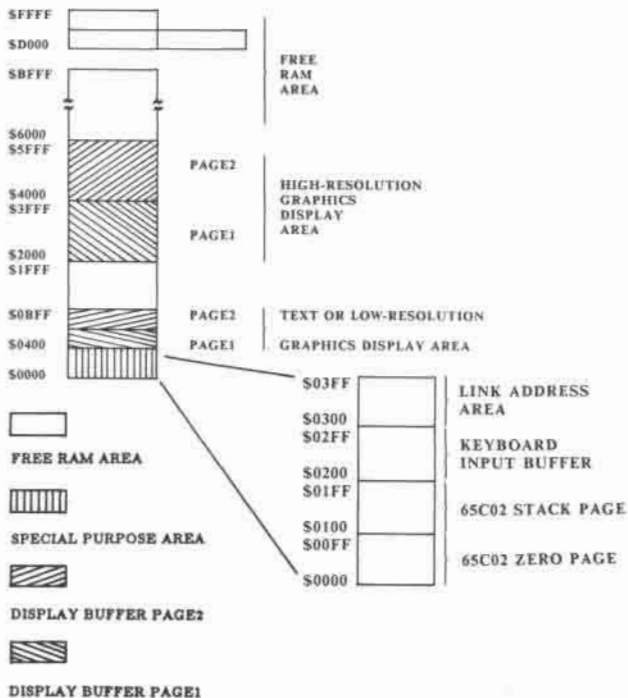 $FFFF
$D000
$BFFF
FREE
RAM
AREA
$6000
$5FFF
PAGE2
$4000
$3FFF
HIGH-RESOLUTION
GRAPHICS
DISPLAY
AREA
PAGE1
$2000
$1FFF
$0BFF
PAGE2
TEXT OR LOW-RESOLUTION
$0400
PAGE1
GRAPHICS DISPLAY AREA
$0000
$03FF
LINK ADDRESS
AREA
$0300
$02FF
KEYBOARD
INPUT BUFFER
$0200
$01FF
65C02 STACK PAGE
$0100
$00FF
65C02 ZERO PAGE
$0000
FREE RAM AREA
SPECIAL PURPOSE AREA
DISPLAY BUFFER PAGE2
DISPLAY BUFFER PAGE1